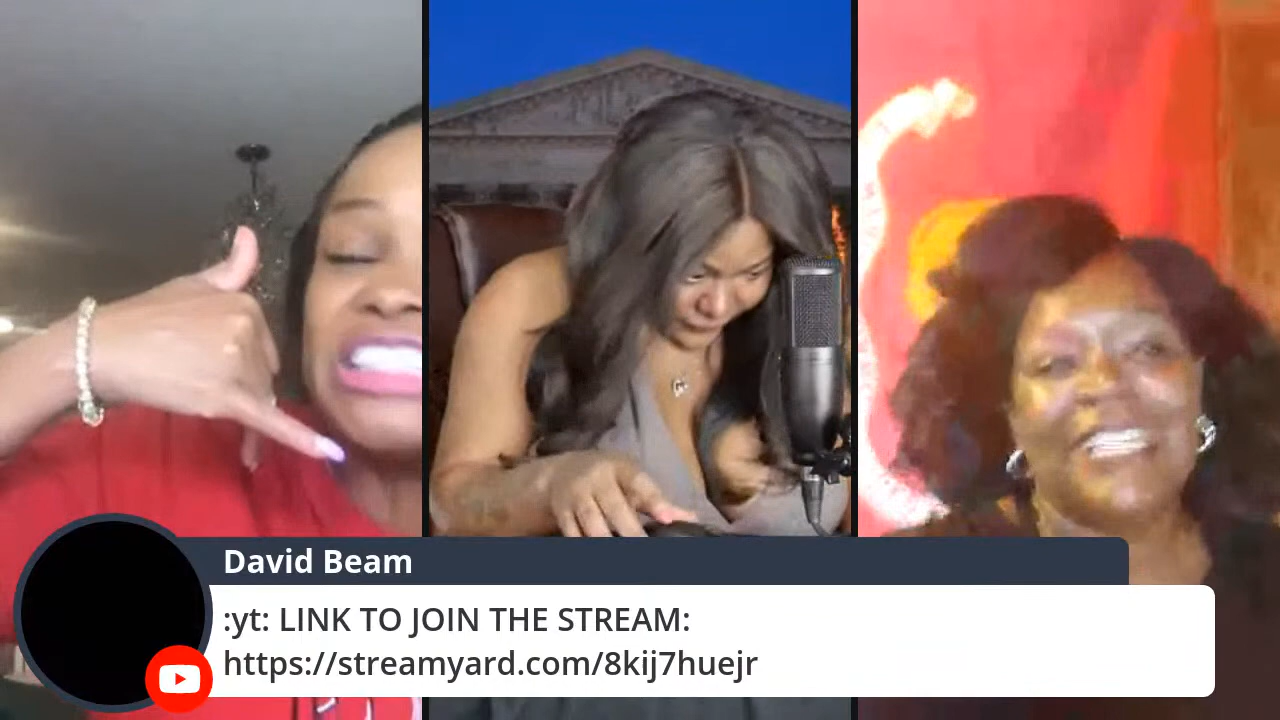 David Beam
:yt: LINK TO JOIN THE STREAM:
https://streamyard.com/8kij7huejr